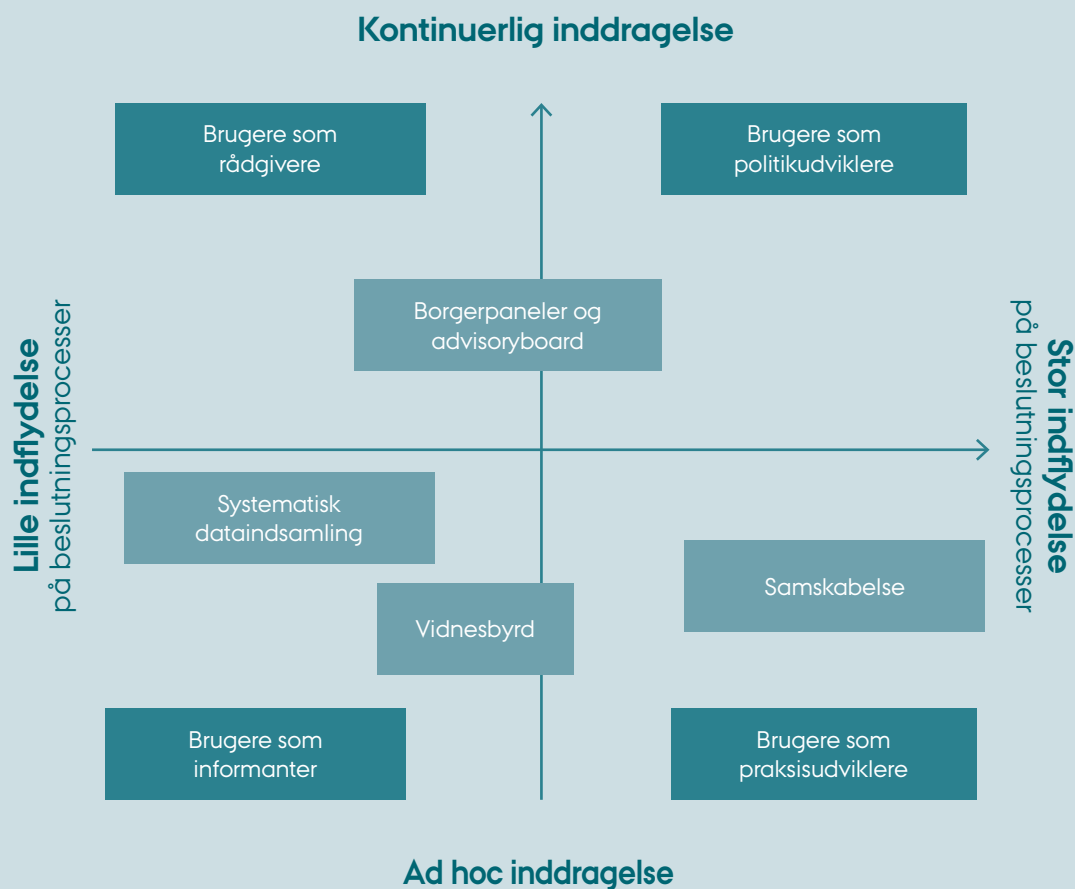 Kontinuerlig inddragelse
Brugere som
rådgivere
Brugere som
politikudviklere
Borgerpaneler og
advisoryboard
Lille indflydelse
på beslutningsprocesser
Stor indflydelse
på beslutningsprocesser
Systematisk
dataindsamling
Samskabelse
Vidnesbyrd
Brugere som
informanter
Brugere som
praksisudviklere
Ad hoc inddragelse